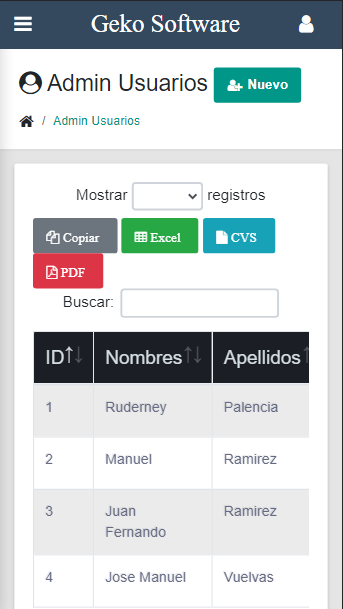 Geko Software
Admin Usuarios Nuevo
/ Admin Usuarios
Mostrar registros
Copiar Excel CVS
PDF
Buscar:
ID Nombres Apellidos
1 Ruderney Palencia
2 Manuel Ramirez
3 Juan Fernando Ramirez
4 Jose Manuel Vuelvas